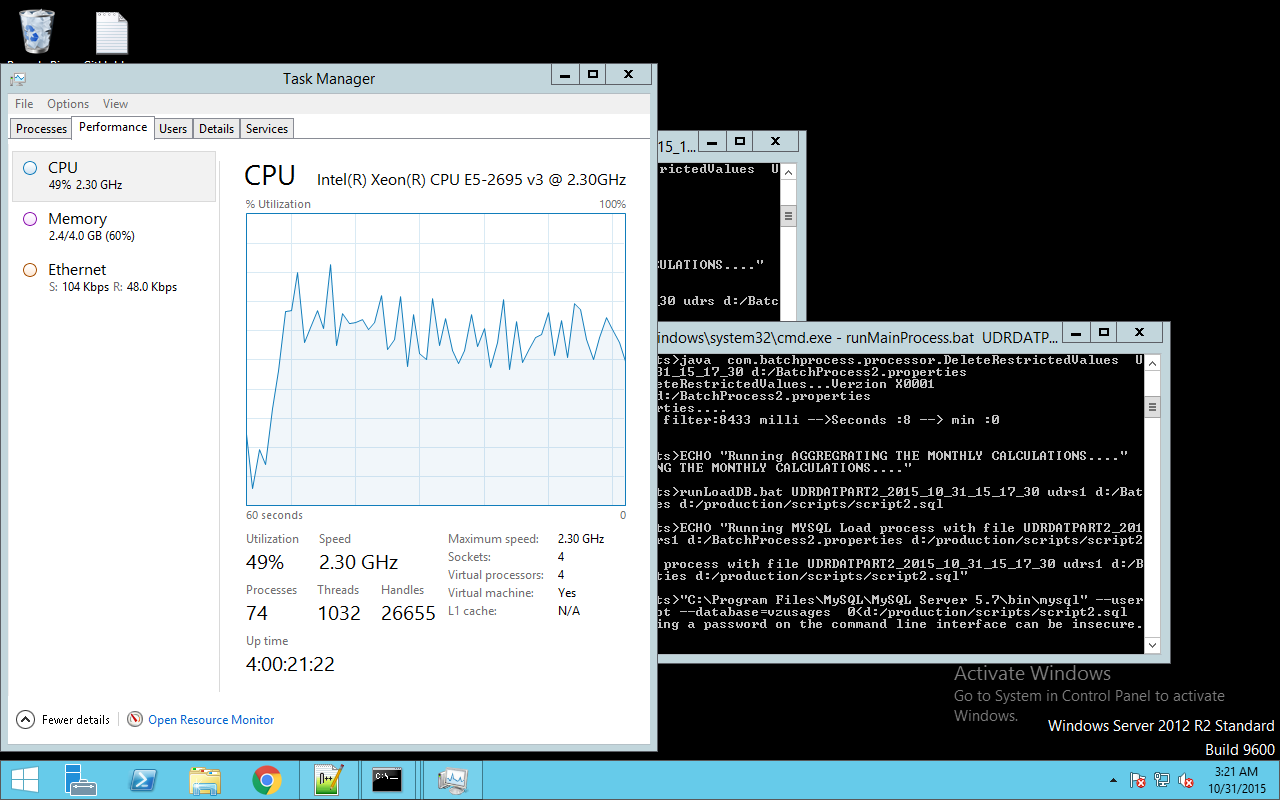 Task Manager
File Options View
Processes Performance Users Details Services
CPU
49% 2.30 GHz
Memory
2.4/4.0 GB (60%)
Ethernet
S: 104 Kbps R: 48.0 Kbps
CPU Intel(R) Xeon(R) CPU E5-2695 v3 @ 2.30GHz
% Utilization 100%
60 seconds 0
Utilization Speed
49% 2.30 GHz
Processes Threads Handles
74 1032 26655
Up time
4:00:21:22
Maximum speed: 2.30 GHz
Sockets: 4
Virtual processors: 4
Virtual machine: Yes
L1 cache: N/A
Fewer details Open Resource Monitor
15_1...
rictedValues U
ULATIONS...."
30 udrs d:/Batc
indows\system32\cmd.exe - runMainProcess.bat UDRDATP...
ts>java com.batchprocess.processor.DeleteRestrictedValues U
31_15_17_30 d:/BatchProcess2.properties
eteRestrictedValues...Verzion X0001
d:/BatchProcess2.properties
erties....
filter:8433 milli -->Seconds :8 --> min :0
ts>ECHO "Running AGGREGRATING THE MONTHLY CALCULATIONS...."
NG THE MONTHLY CALCULATIONS...."
ts>runLoadDB.bat UDRDATPART2_2015_10_31_15_17_30 udrs1 d:/Bat
es d:/production/scripts/script2.sql
ts>ECHO "Running MYSQL Load process with file UDRDATPART2_201
rs1 d:/BatchProcess2.properties d:/production/scripts/script2
process with file UDRDATPART2_2015_10_31_15_17_30 udrs1 d:/B
ties d:/production/scripts/script2.sql"
ts>"C:\Program Files\MySQL\MySQL Server 5.7\bin\mysql" --user
ot --database=vzusages 0<d:/production/scripts/script2.sql
ing a password on the command line interface can be insecure.
Activate Windows
Go to System in Control Panel to activate
Windows.
Windows Server 2012 R2 Standard
Build 9600
3:21 AM
10/31/2015